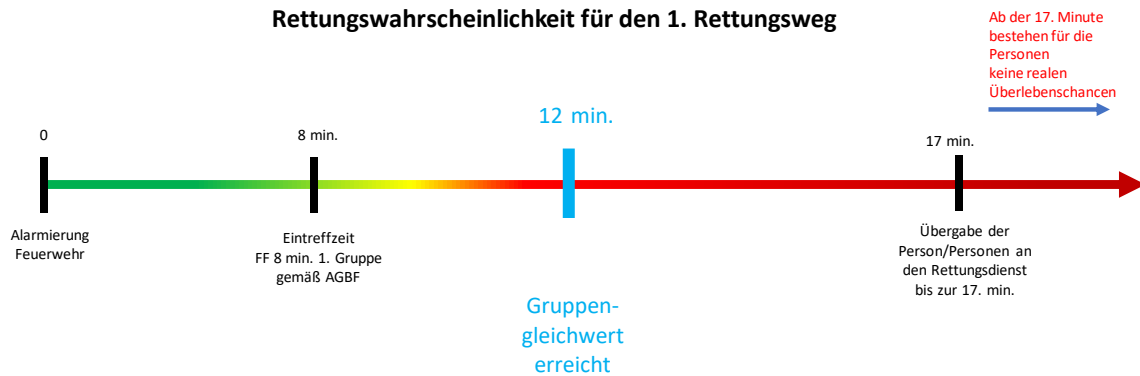 Rettungswahrscheinlichkeit für den 1. Rettungsweg
Ab der 17. Minute
bestehen für die
Personen
keine realen
Überlebenschancen
0
8 min.
12 min.
17 min.
Alarmierung
Feuerwehr
Eintreffzeit
FF 8 min. 1. Gruppe
gemäß AGBF
Gruppen-
gleichwert
erreicht
Übergabe der
Person/Personen an
den Rettungsdienst
bis zur 17. min.